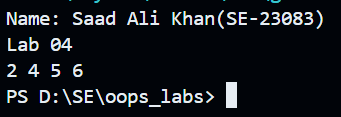 Name: Saad Ali Khan(SE-23083)
Lab 04
2 4 5 6
PS D:\SE\oops_labs>